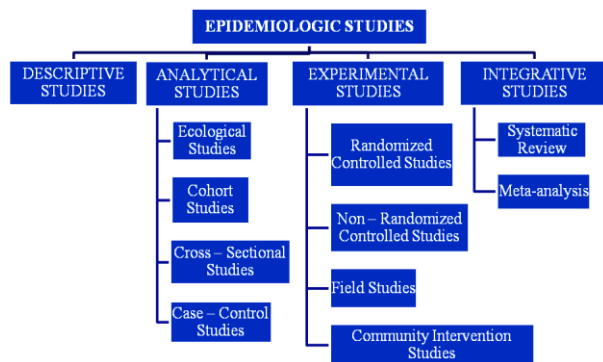 EPIDEMIOLOGIC STUDIES
DESCRIPTIVE
STUDIES
ANALYTICAL
STUDIES
Ecological
Studies
Cohort
Studies
Cross – Sectional
Studies
Case – Control
Studies
EXPERIMENTAL
STUDIES
Randomized
Controlled Studies
Non – Randomized
Controlled Studies
Field Studies
Community Intervention
Studies
INTEGRATIVE
STUDIES
Systematic
Review
Meta-analysis